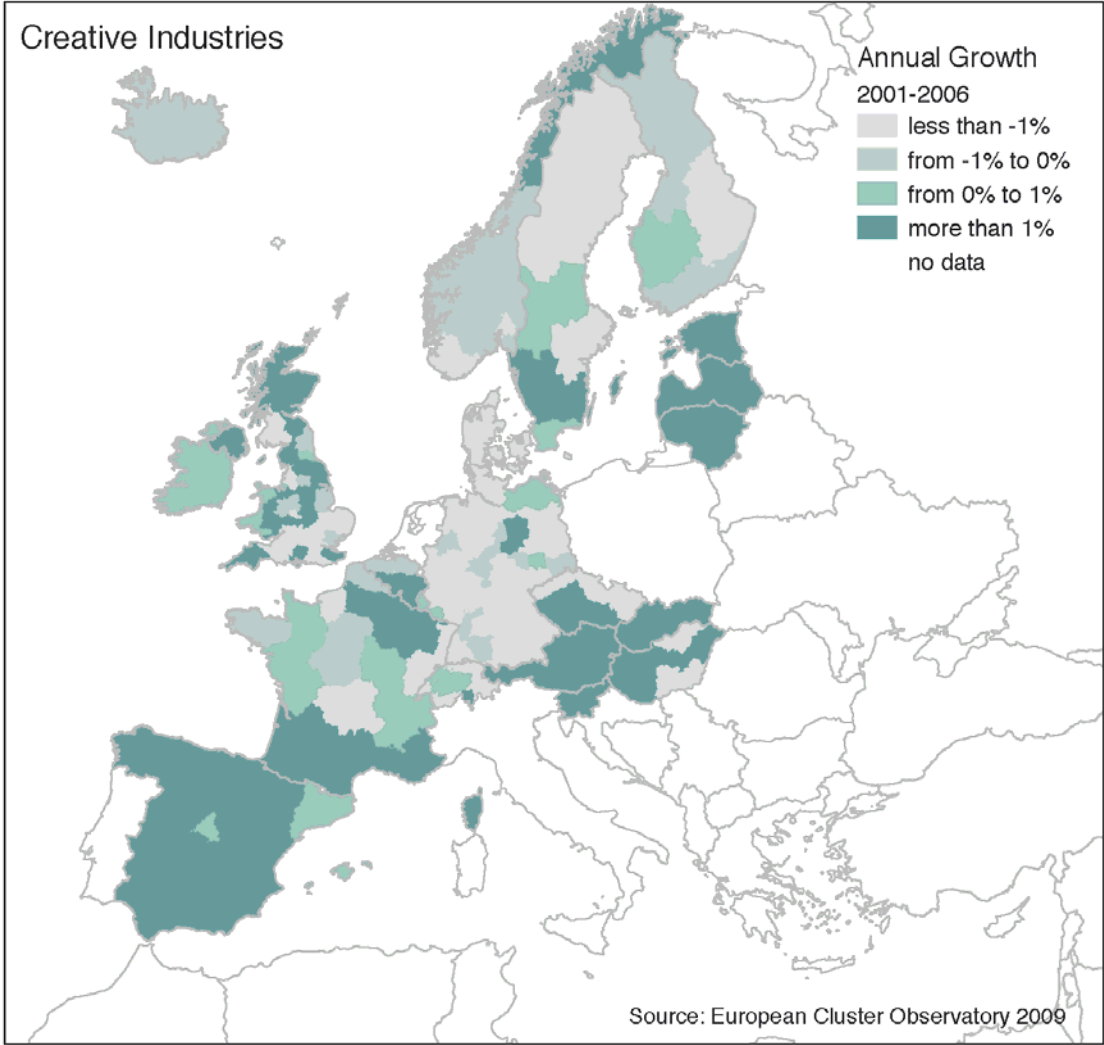 Creative Industries
Annual Growth
2001-2006
less than -1%
from -1% to 0%
from 0% to 1%
more than 1%
no data
Source: European Cluster Observatory 2009